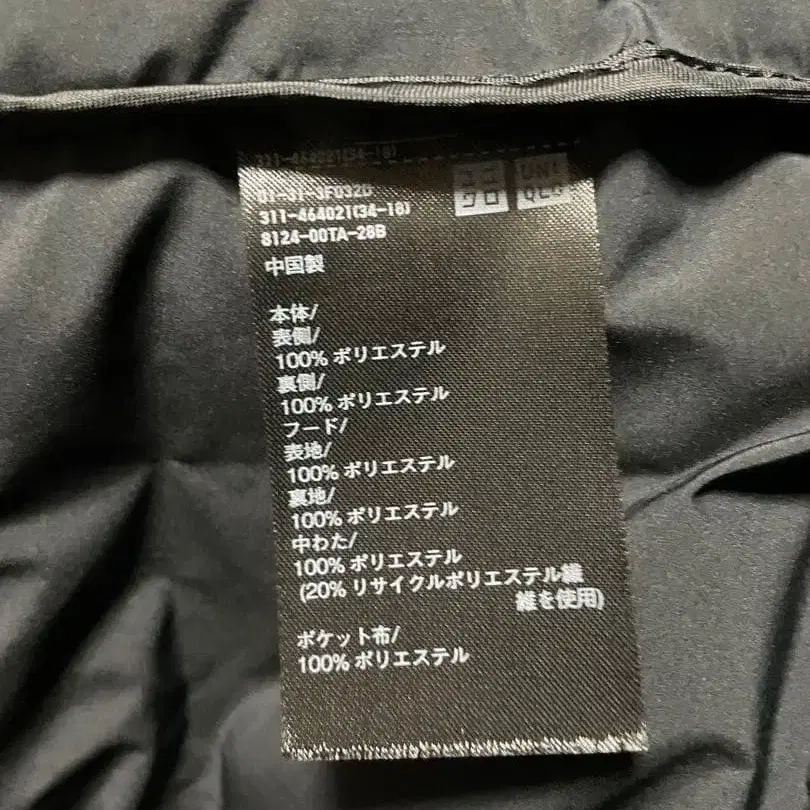 311-464021(34-18)
01-31-3F032D
311-464021(34-18)
8124-00TA-28B
ユニ
クロ
UNI
QLO
中国製
本体/
表側/
100% ポリエステル
裏側/
100% ポリエステル
フード/
表地/
100% ポリエステル
裏地/
100% ポリエステル
中わた/
100% ポリエステル
(20% リサイクルポリエステル繊
維を使用)
ポケット布/
100% ポリエステル